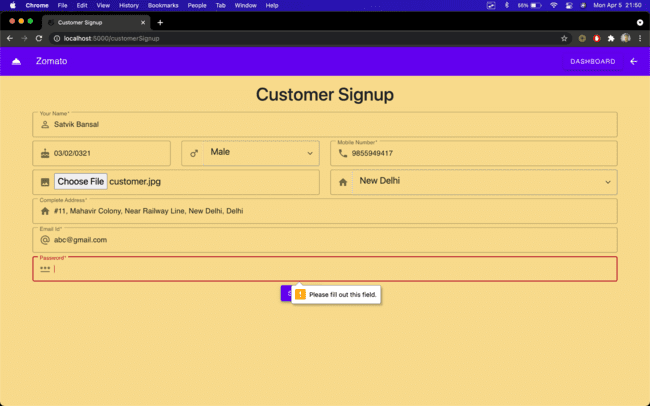 Chrome File Edit View History Bookmarks People Tab Window Help 55% Mon Apr 5 21:50
Customer Signup
localhost:5000/customerSignup
Zomato DASHBOARD
Customer Signup
Your Name*
Satvik Bansal
Mobile Number*
03/02/0321 Male 9855949417
Choose File customer.jpg New Delhi
Complete Address*
#11, Mahavir Colony, Near Railway Line, New Delhi, Delhi
Email Id*
abc@gmail.com
Password*
Please fill out this field.